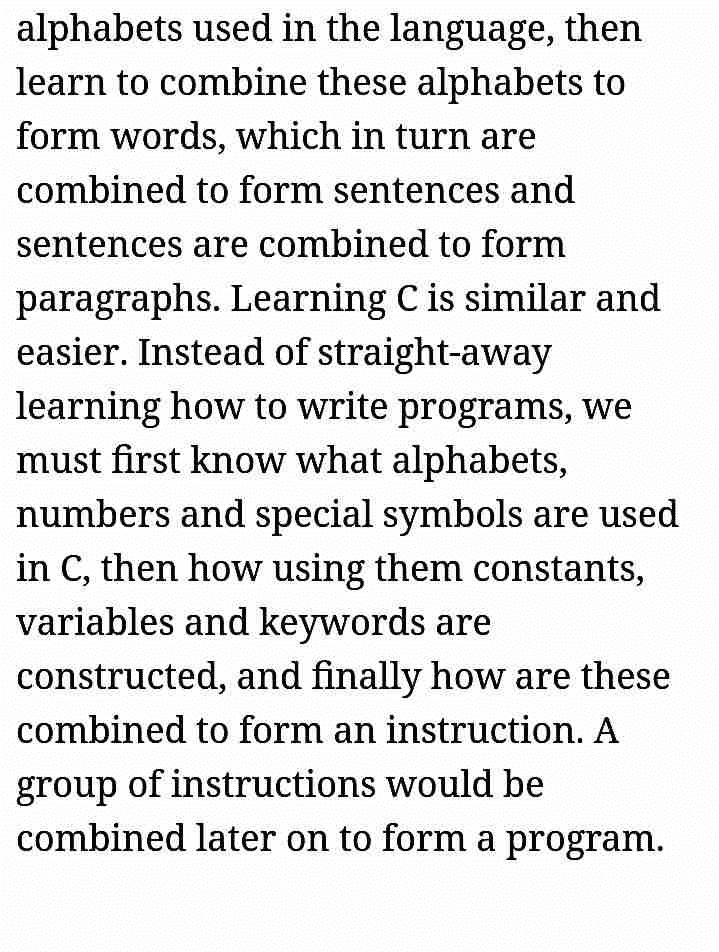 alphabets used in the language, then
learn to combine these alphabets to
form words, which in turn are
combined to form sentences and
sentences are combined to form
paragraphs. Learning C is similar and
easier. Instead of straight-away
learning how to write programs, we
must first know what alphabets,
numbers and special symbols are used
in C, then how using them constants,
variables and keywords are
constructed, and finally how are these
combined to form an instruction. A
group of instructions would be
combined later on to form a program.